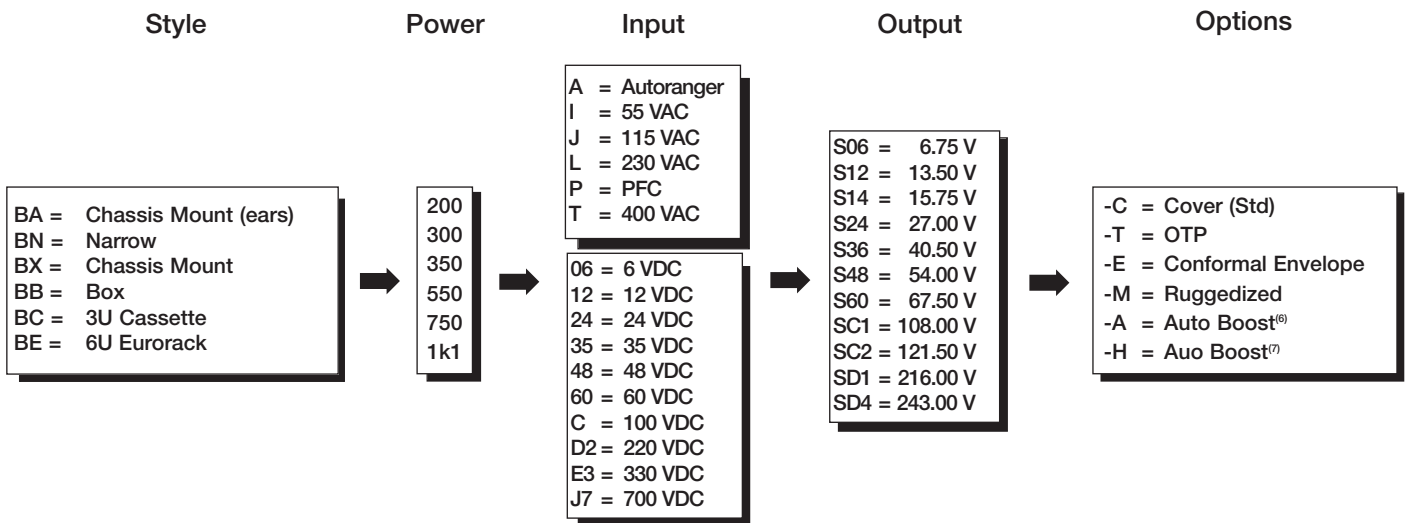 Style
Power
Input
Output
Options
BA = Chassis Mount (ears)
BN = Narrow
BX = Chassis Mount
BB = Box
BC = 3U Cassette
BE = 6U Eurorack
200
300
350
550
750
1k1
A = Autoranger
I = 55 VAC
J = 115 VAC
L = 230 VAC
P = PFC
T = 400 VAC
06 = 6 VDC
12 = 12 VDC
24 = 24 VDC
35 = 35 VDC
48 = 48 VDC
60 = 60 VDC
C = 100 VDC
D2 = 220 VDC
E3 = 330 VDC
J7 = 700 VDC
S06 = 6.75 V
S12 = 13.50 V
S14 = 15.75 V
S24 = 27.00 V
S36 = 40.50 V
S48 = 54.00 V
S60 = 67.50 V
SC1 = 108.00 V
SC2 = 121.50 V
SD1 = 216.00 V
SD4 = 243.00 V
-C = Cover (Std)
-T = OTP
-E = Conformal Envelope
-M = Ruggedized
-A = Auto Boost(6)
-H = Auo Boost(7)